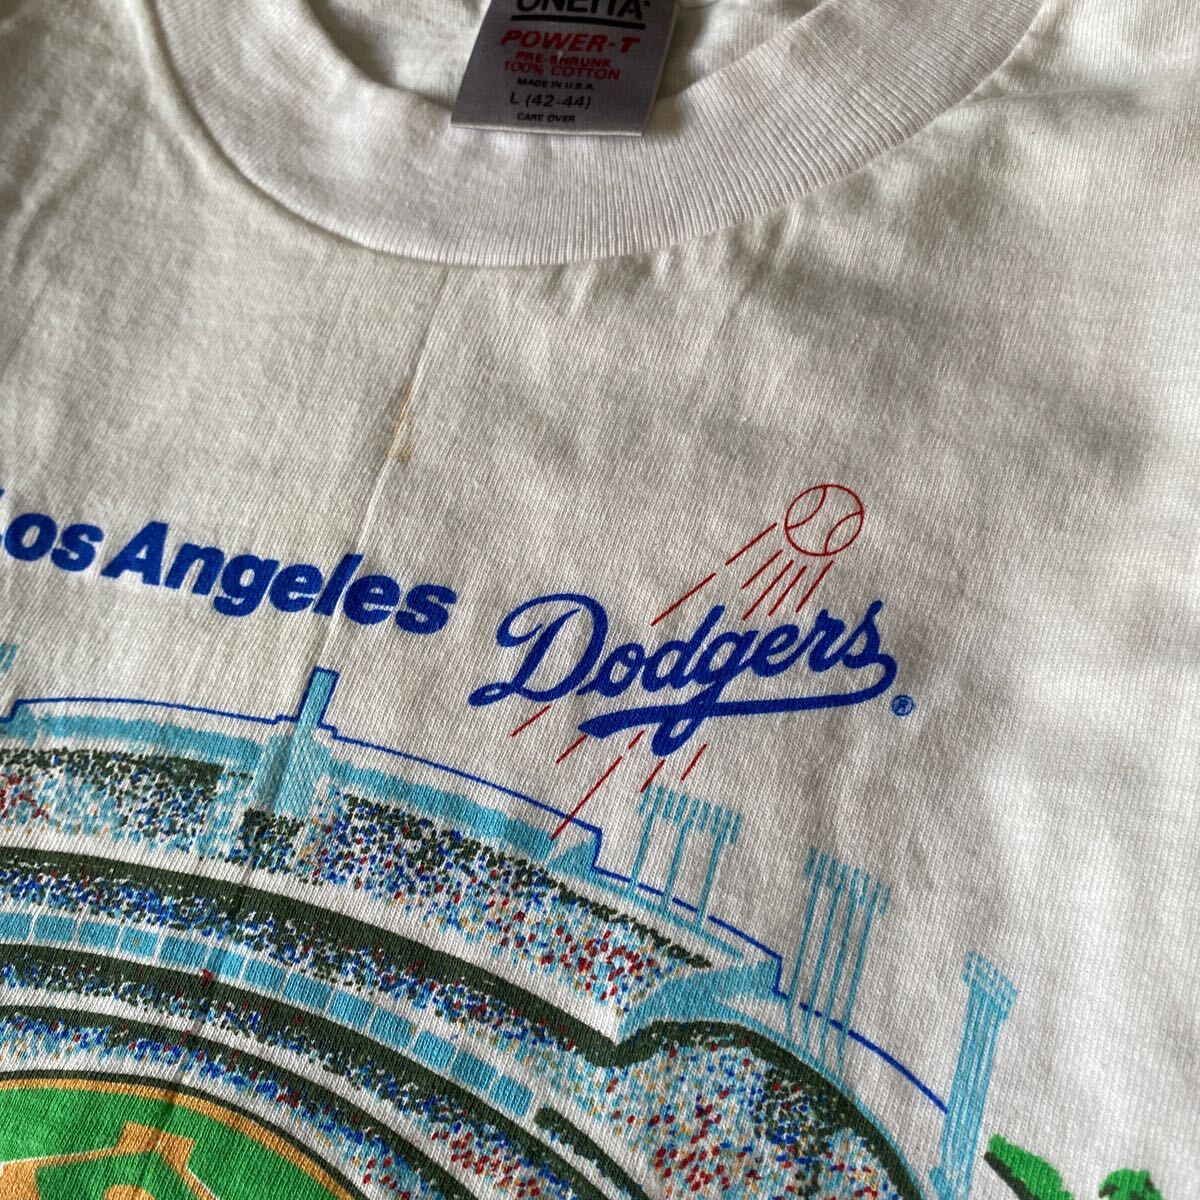 ONEITA
POWER-T
PRE-SHRUNK
100% COTTON
MADE IN U.S.A.
L (42-44)
CARE OVER
Los Angeles Dodgers ®